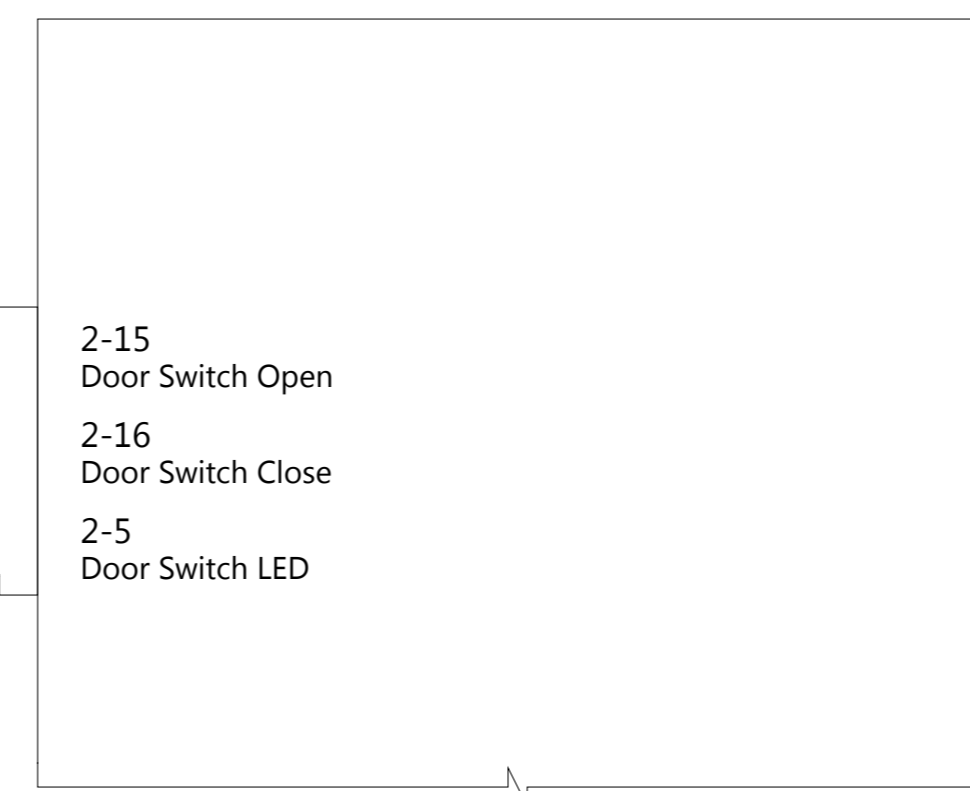 2-15
Door Switch Open
2-16
Door Switch Close
2-5
Door Switch LED